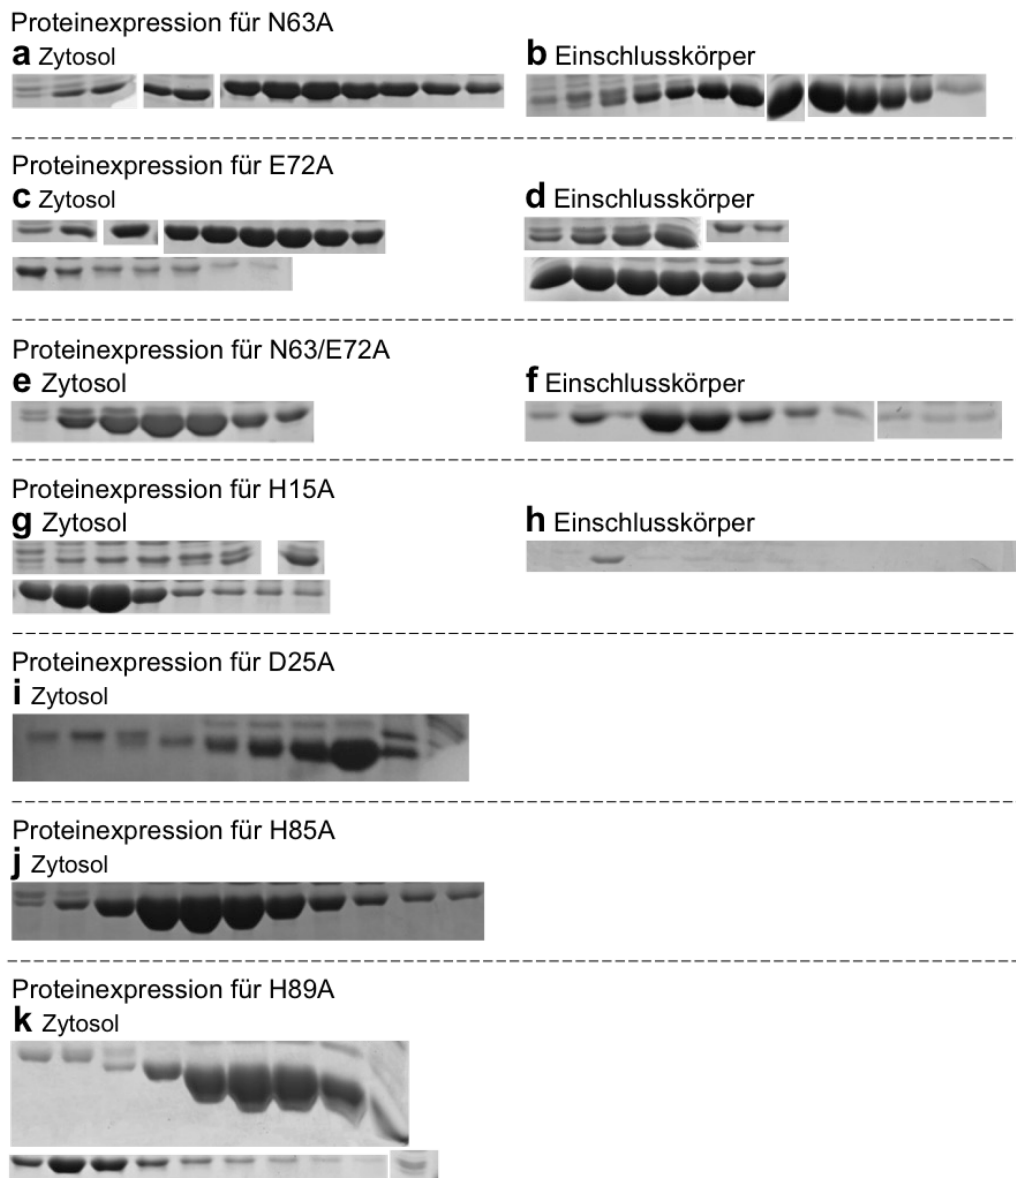 Proteinexpression für N63A
a Zytosol
b Einschlusskörper
Proteinexpression für E72A
c Zytosol
d Einschlusskörper
Proteinexpression für N63/E72A
e Zytosol
f Einschlusskörper
Proteinexpression für H15A
g Zytosol
h Einschlusskörper
Proteinexpression für D25A
i Zytosol
Proteinexpression für H85A
j Zytosol
Proteinexpression für H89A
k Zytosol